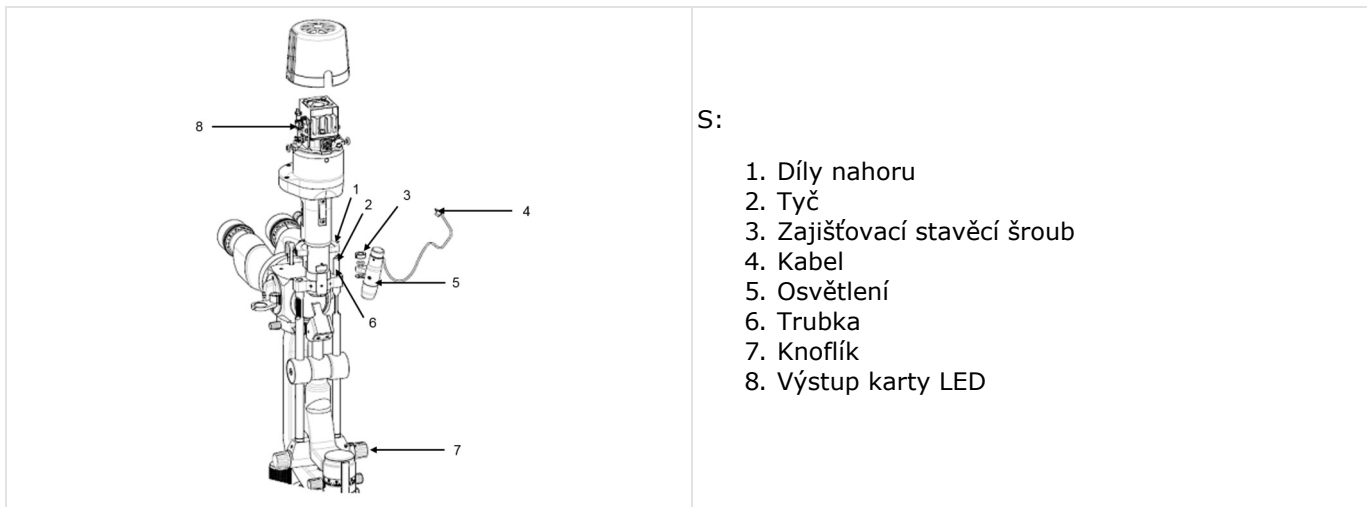 8
1
2
3
4
5
6
7
S:
1. Díly nahoru
2. Tyč
3. Zajišťovací stavěcí šroub
4. Kabel
5. Osvětlení
6. Trubka
7. Knoflík
8. Výstup karty LED